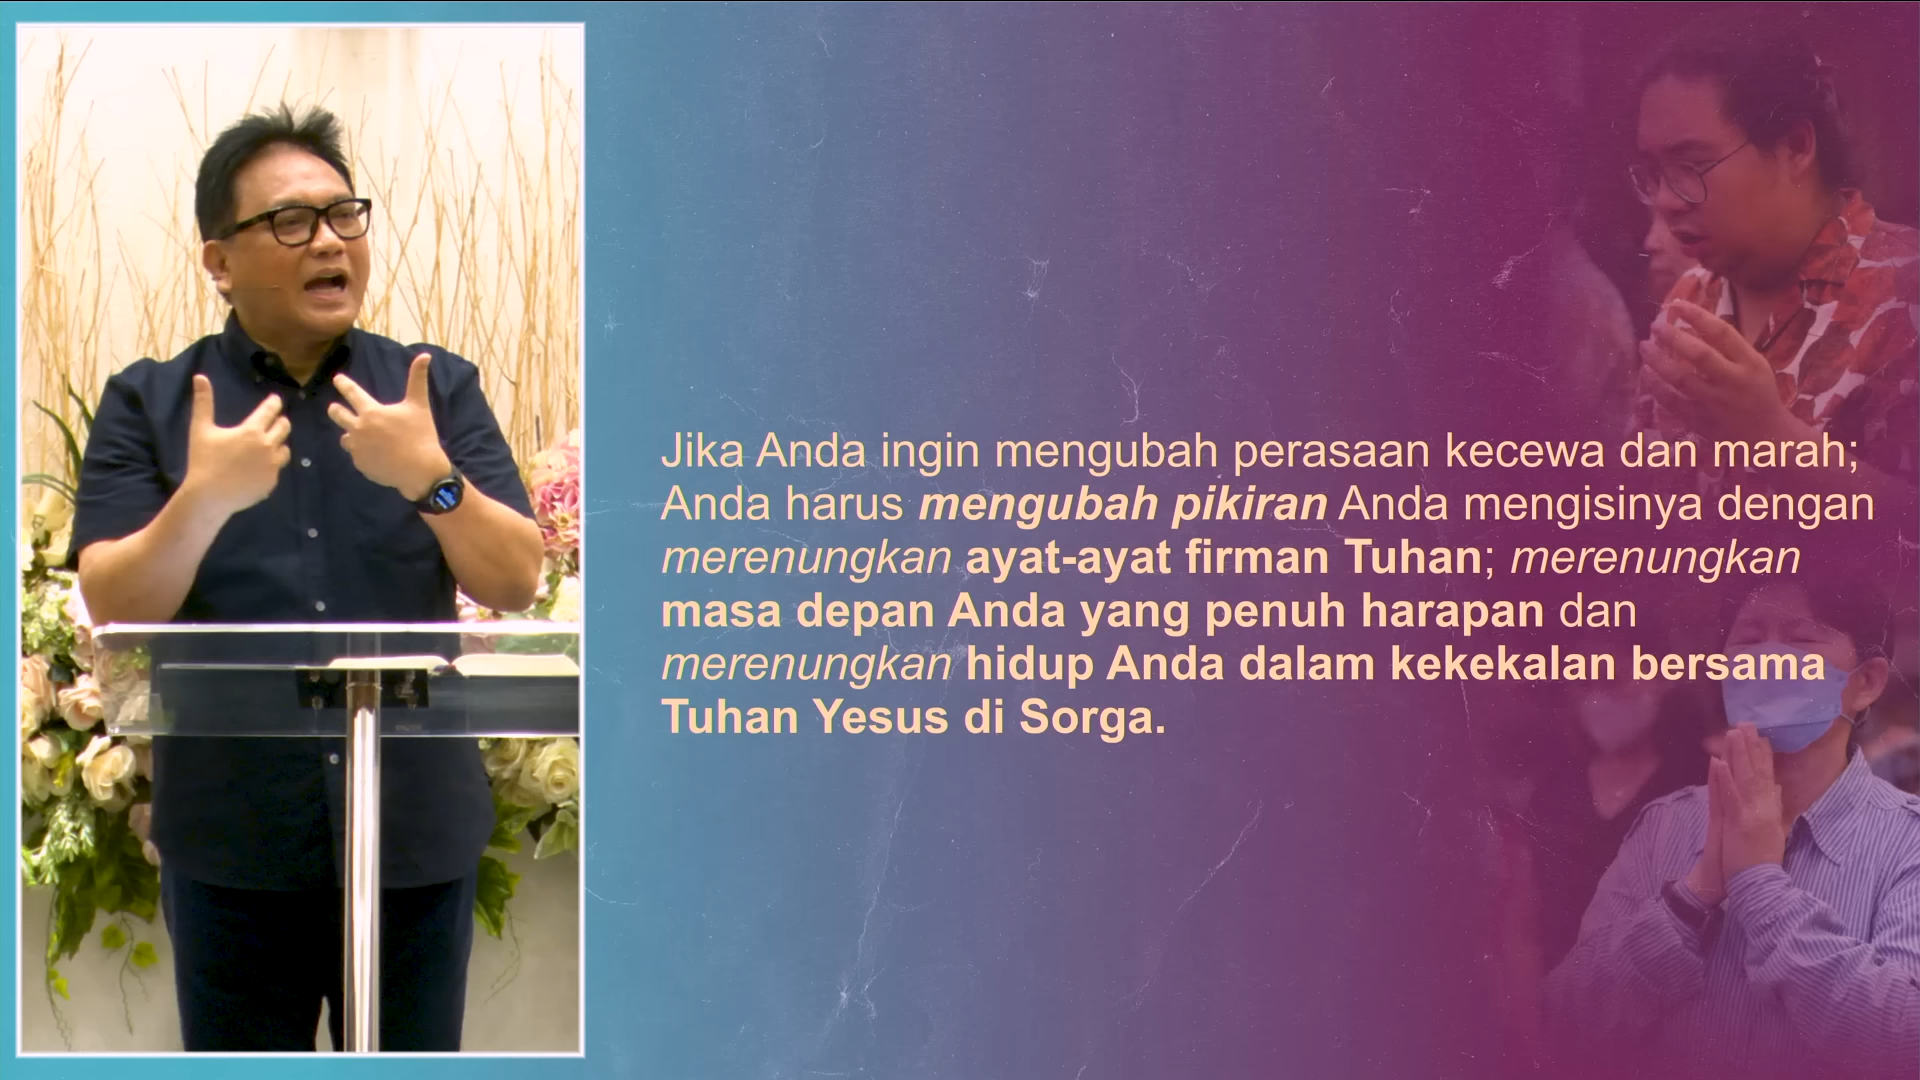 Jika Anda ingin mengubah perasaan kecewa dan marah;
Anda harus mengubah pikiran Anda mengisinya dengan
merenungkan ayat-ayat firman Tuhan; merenungkan
masa depan Anda yang penuh harapan dan
merenungkan hidup Anda dalam kekekalan bersama
Tuhan Yesus di Sorga.